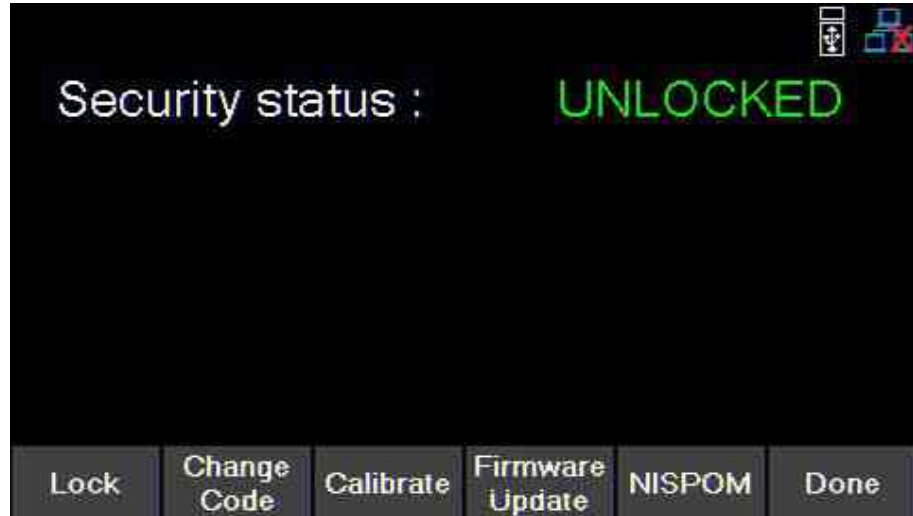 Security status : UNLOCKED
Lock
Change
Code
Calibrate
Firmware
Update
NISPOM
Done